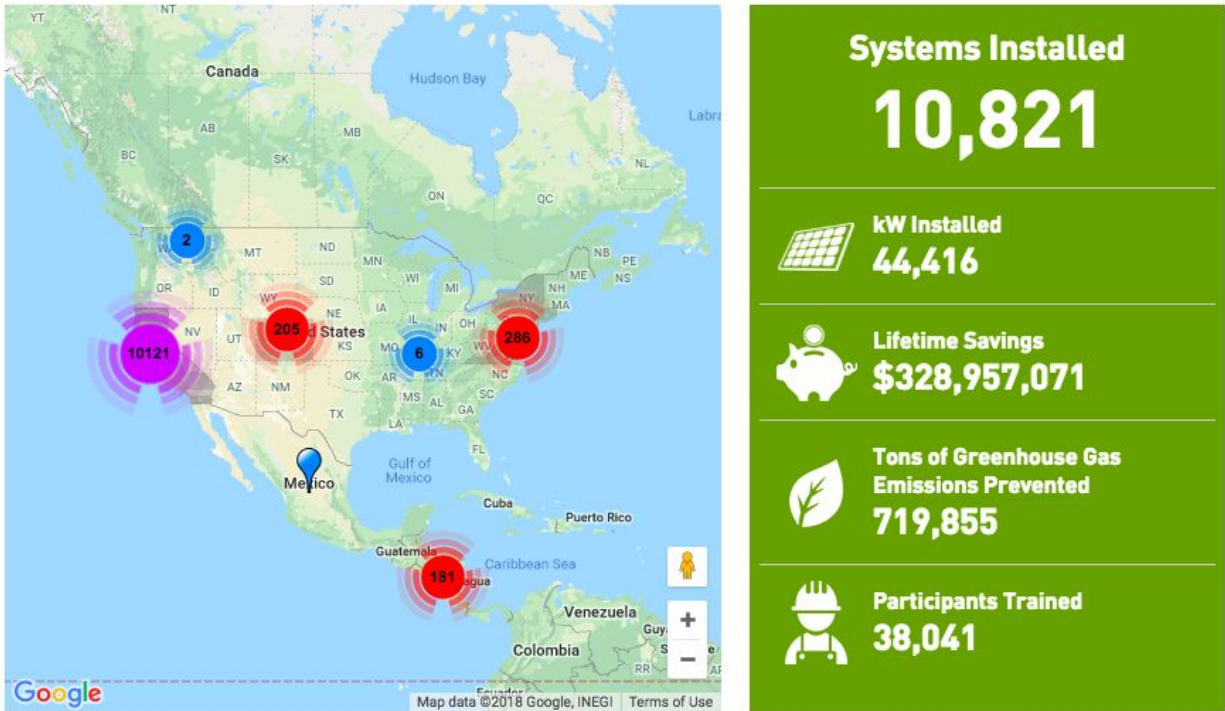 YT
NT
NU
Canada
Hudson Bay
Labra
AB
BC
MB
SK
NL
ON
QC
2
MT
ND
MN
NB
PE
ME
NS
OR
ID
SD
WI
MI
NY
NH
MA
WY
NE
IA
IL
IN
OH
10121
NV
UT
205
d States
KS
MO
6
KY
WV
286
TN
NC
AZ
NM
OK
AR
MS
AL
SC
GA
TX
LA
FL
Gulf of
Mexico
Mexico
Cuba
Puerto Rico
Guatemala
Caribbean Sea
181
agua
Venezuela
Guy
Colombia
RR
Ecuador
+
−
Google
Map data ©2018 Google, INEGI
Terms of Use
Systems Installed
10,821
kW Installed
44,416
Lifetime Savings
$328,957,071
Tons of Greenhouse Gas
Emissions Prevented
719,855
Participants Trained
38,041